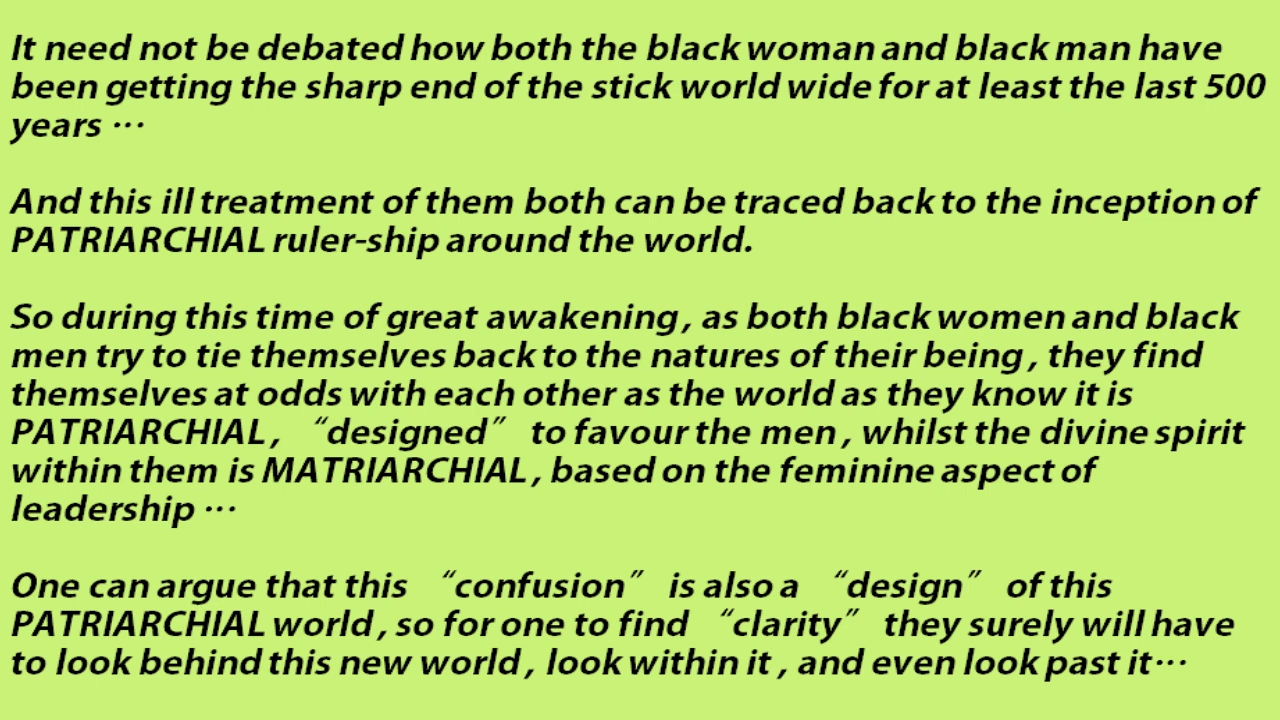 It need not be debated how both the black woman and black man have
been getting the sharp end of the stick world wide for at least the last 500
years ···
And this ill treatment of them both can be traced back to the inception of
PATRIARCHIAL ruler-ship around the world.
So during this time of great awakening, as both black women and black
men try to tie themselves back to the natures of their being, they find
themselves at odds with each other as the world as they know it is
PATRIARCHIAL, “designed” to favour the men, whilst the divine spirit
within them is MATRIARCHIAL, based on the feminine aspect of
leadership ···
One can argue that this “confusion” is also a “design” of this
PATRIARCHIAL world, so for one to find “clarity” they surely will have
to look behind this new world, look within it, and even look past it···